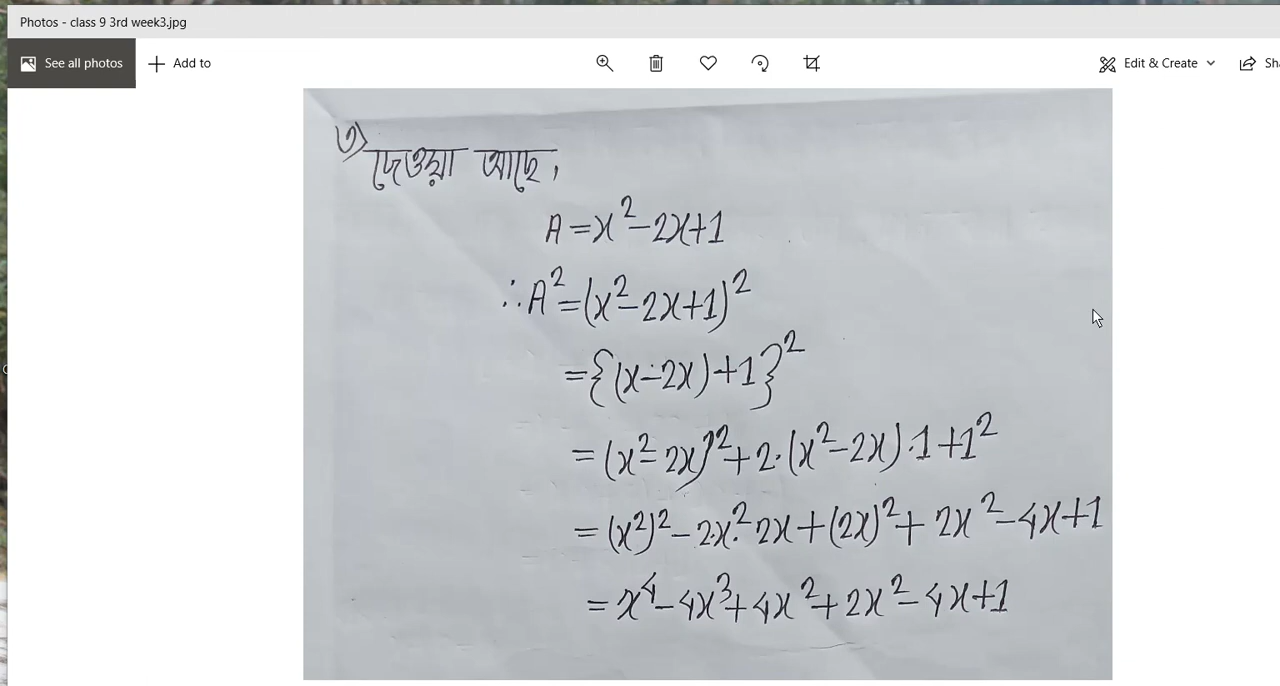 Photos - class 9 3rd week3.jpg
See all photos
Add to
Edit & Create
Sha
৩)
দেওয়া আছে,
A = x² - 2x + 1
∴ A² = (x² - 2x + 1)²
= {(x - 2x) + 1}²
= (x² - 2x)² + 2·(x² - 2x)·1 + 1²
= (x²)² - 2·x²·2x + (2x)² + 2x² - 4x + 1
= x⁴ - 4x³ + 4x² + 2x² - 4x + 1